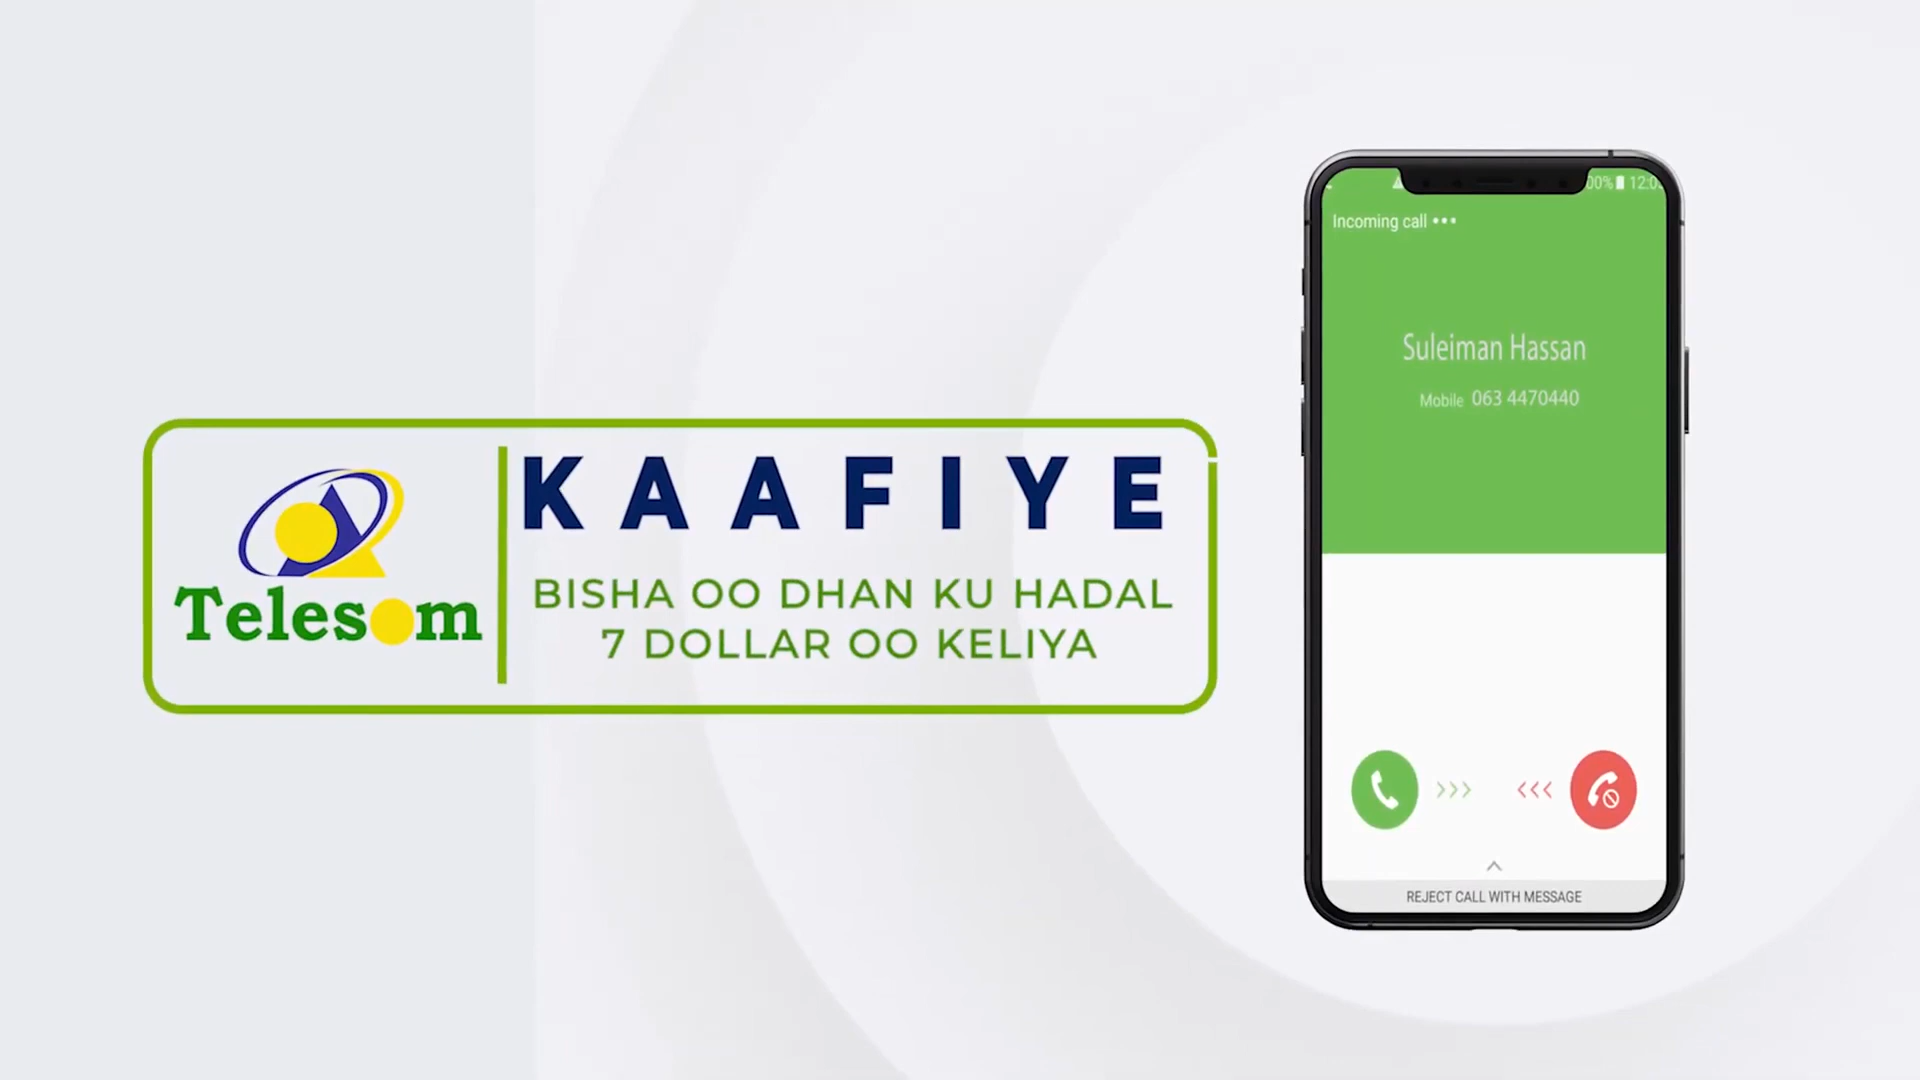 Telesom
KAAFIYE
BISHA OO DHAN KU HADAL
7 DOLLAR OO KELIYA
Incoming call •••
Suleiman Hassan
Mobile 063 4470440
REJECT CALL WITH MESSAGE